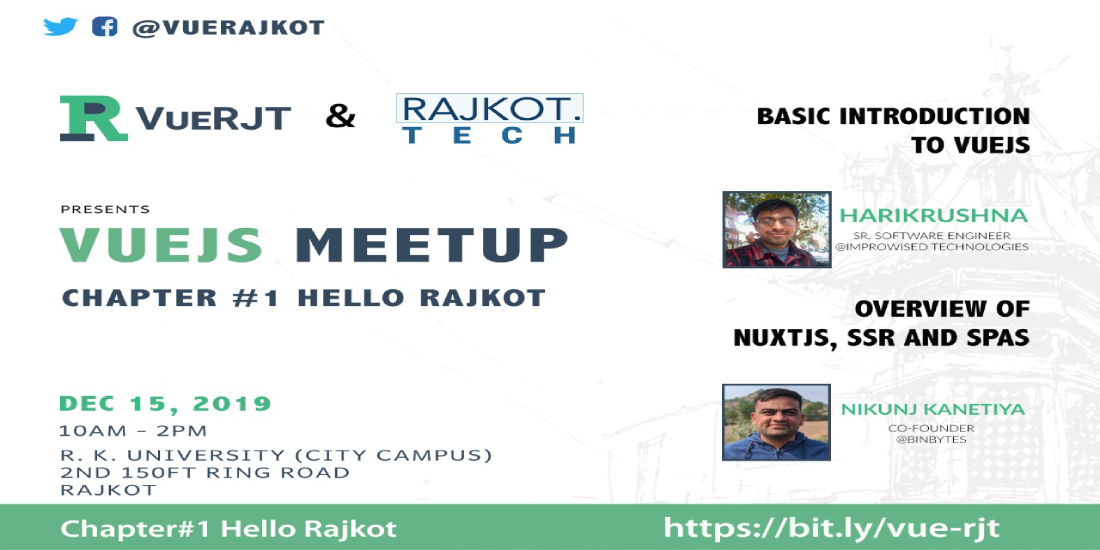 @VUERAJKOT
R VUERJT & RAJKOT.
TECH
PRESENTS
VUEJS MEETUP
CHAPTER #1 HELLO RAJKOT
DEC 15, 2019
10AM – 2PM
R. K. UNIVERSITY (CITY CAMPUS)
2ND 150FT RING ROAD
RAJKOT
BASIC INTRODUCTION
TO VUEJS
HARIKRUSHNA
SR. SOFTWARE ENGINEER
@IMPROWISED TECHNOLOGIES
OVERVIEW OF
NUXTJS, SSR AND SPAS
NIKUNJ KANETIYA
CO-FOUNDER
@BINBYTES
Chapter#1 Hello Rajkot
https://bit.ly/vue-rjt